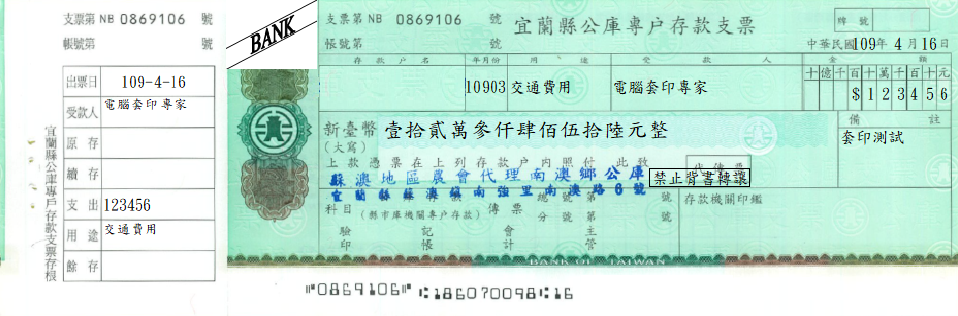 支票第 NB 0869106 號
帳號第 號
出票日 109-4-16
受款人 電腦套印專家
原存
續存
支出 123456
用途 交通費用
餘存
宜蘭縣公庫專戶存款支票存根
BANK
支票第 NB 0869106 號
帳號第 號
宜蘭縣公庫專戶存款支票
牌號
中華民國109年 4月16日
存款戶名 年月份 用途 受款人 金額
十億千百十萬千百十元
10903 交通費用 電腦套印專家 $123456
新臺幣 壹拾貳萬參仟肆佰伍拾陸元整
(大寫)
備註
套印測試
上款憑票在上列存款户內照付 此致
蘇澳地區農會代理南澳鄉公庫
宜蘭縣蘇澳鎮南強里南澳路6號
禁止背書轉讓
科目 (縣市庫機關專戶存款) 傳票 總號第 號
分號第 號
存款機關印鑑
驗印 記帳 會計 主管
BANK OF TAIWAN
⑈0869106⑈ ⑆186070098⑆16